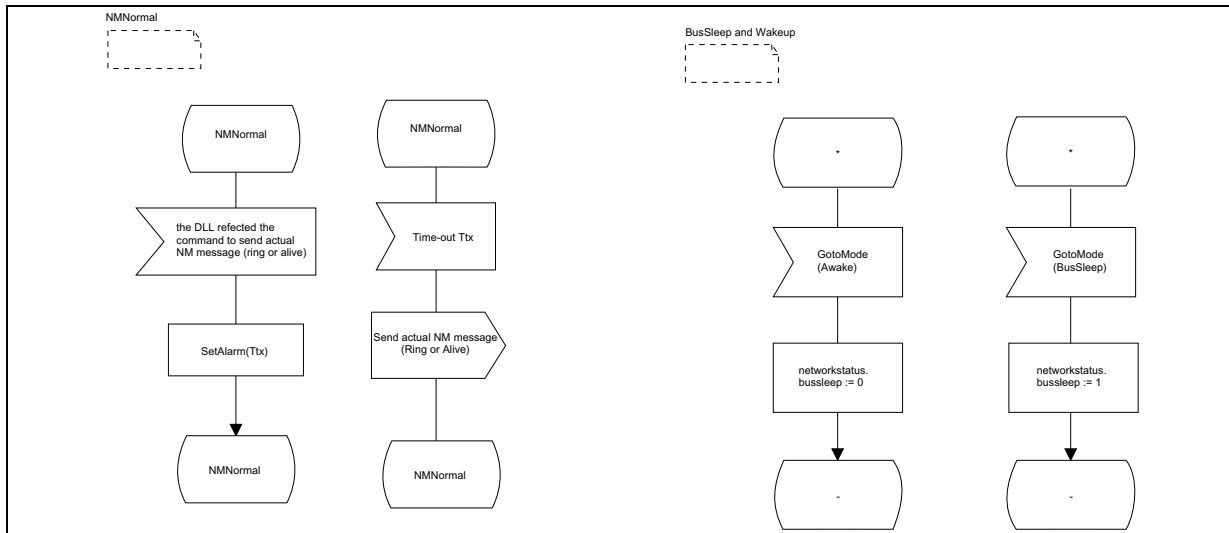 NMNormal
NMNormal
the DLL refected the
command to send actual
NM message (ring or alive)
SetAlarm(Ttx)
NMNormal
NMNormal
Time-out Ttx
Send actual NM message
(Ring or Alive)
NMNormal
BusSleep and Wakeup
*
GotoMode
(Awake)
networkstatus.
bussleep := 0
-
*
GotoMode
(BusSleep)
networkstatus.
bussleep := 1
-